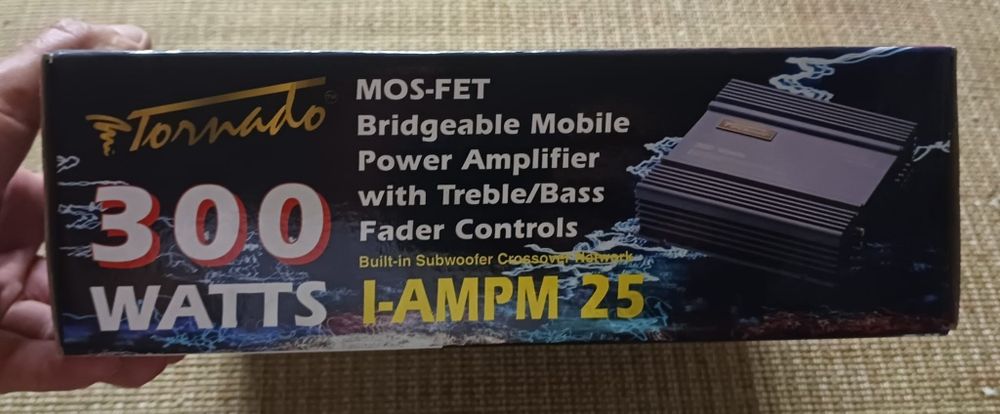 Tornado TM
300
WATTS
MOS-FET
Bridgeable Mobile
Power Amplifier
with Treble/Bass
Fader Controls
Built-in Subwoofer Crossover Network
I-AMPM 25